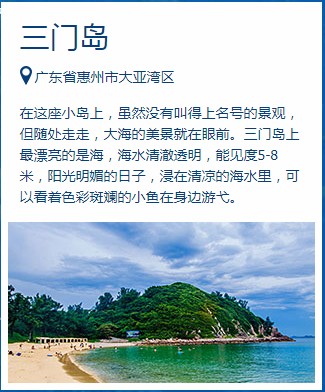 三门岛
广东省惠州市大亚湾区
在这座小岛上，虽然没有叫得上名号的景观，
但随处走走，大海的美景就在眼前。三门岛上
最漂亮的是海，海水清澈透明，能见度5-8
米，阳光明媚的日子，浸在清凉的海水里，可
以看着色彩斑斓的小鱼在身边游弋。